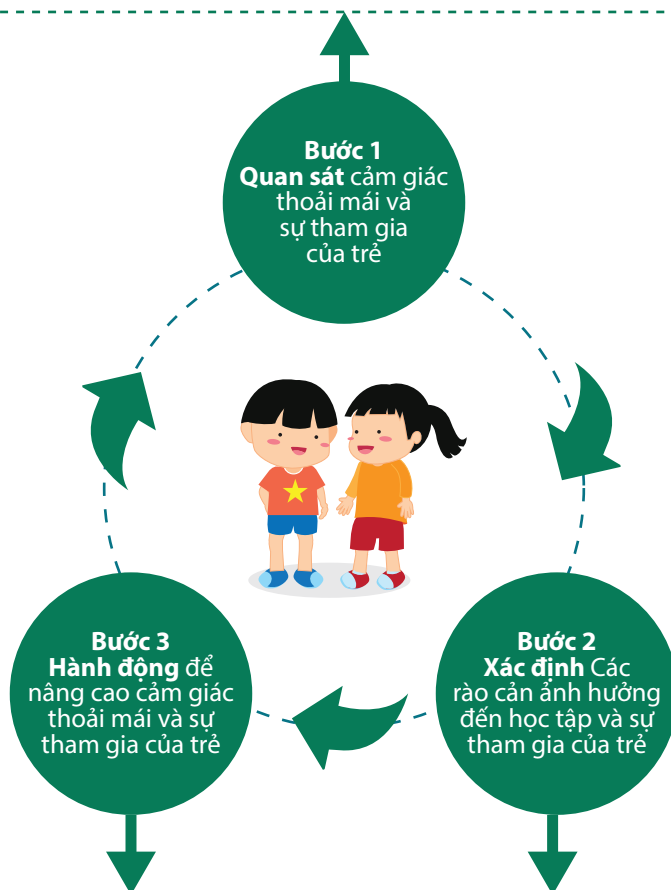 Bước 1
Quan sát cảm giác
thoải mái và
sự tham gia
của trẻ
Bước 2
Xác định Các
rào cản ảnh hưởng
đến học tập và sự
tham gia của trẻ
Bước 3
Hành động để
nâng cao cảm giác
thoải mái và sự
tham gia của trẻ